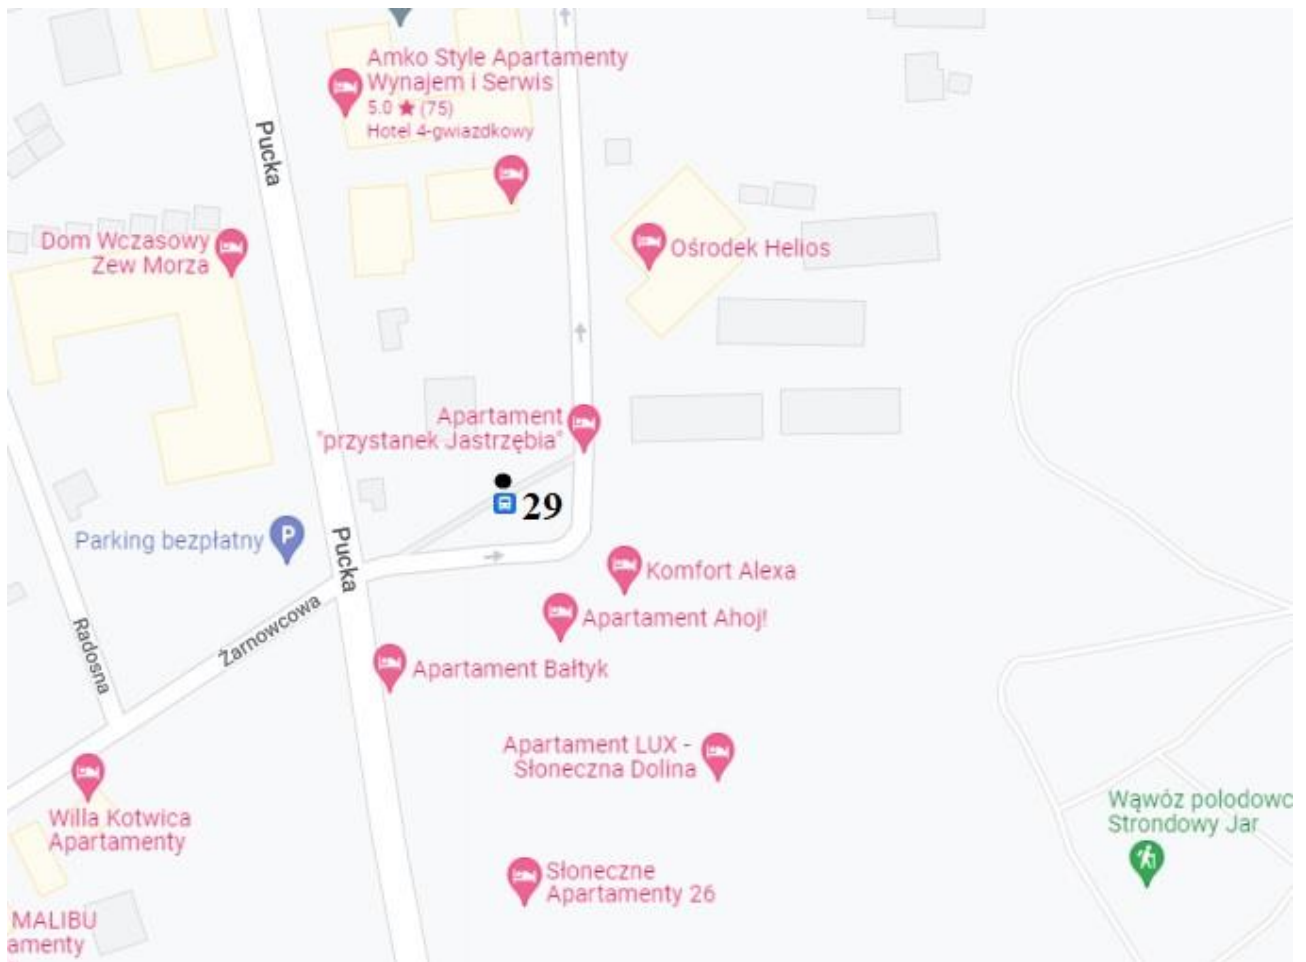 Amko Style Apartamenty
Wynajem i Serwis
5.0 ★ (75)
Hotel 4-gwiazdkowy
Pucka
Dom Wczasowy
Zew Morza
Ośrodek Helios
Apartament
"przystanek Jastrzębia"
29
Parking bezpłatny
P
Pucka
Komfort Alexa
Apartament Ahoj!
Radosna
Żarnowcowa
Apartament Bałtyk
Apartament LUX -
Słoneczna Dolina
Willa Kotwica
Apartamenty
Wąwóz polodowc
Strondowy Jar
Słoneczne
Apartamenty 26
MALIBU
amenty